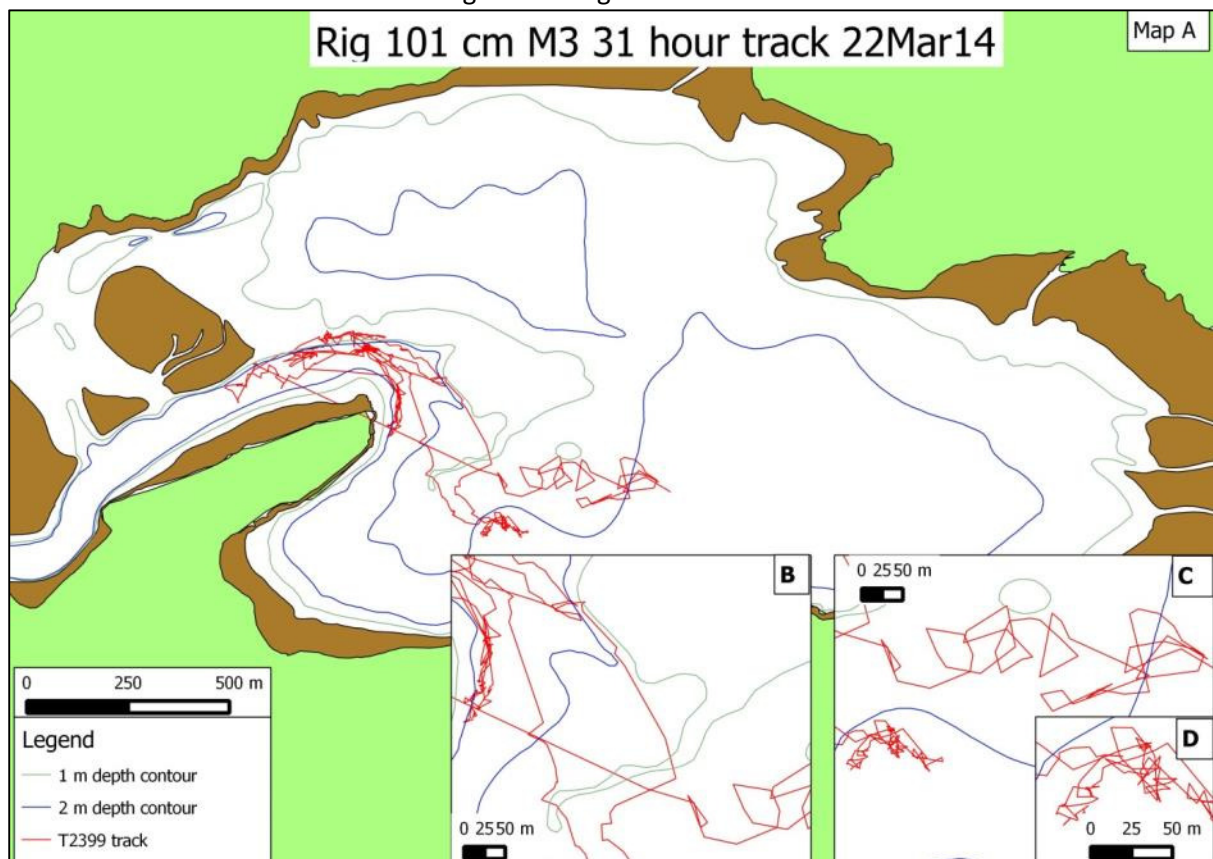 Rig 101 cm M3 31 hour track 22Mar14
Map A
B
0 2550 m
C
0 2550 m
D
0 25 50 m
0 250 500 m
Legend
1 m depth contour
2 m depth contour
T2399 track